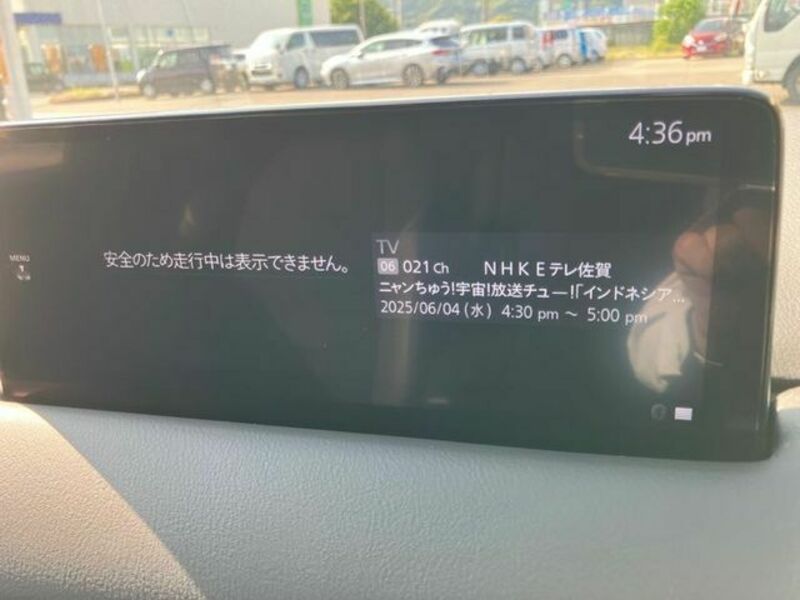 4:36 pm
MENU
安全のため走行中は表示できません。
TV
06 021 Ch NHKEテレ佐賀
ニャンちゅう!宇宙!放送チュー!「インドネシア...
2025/06/04 (水) 4:30 pm ～ 5:00 pm